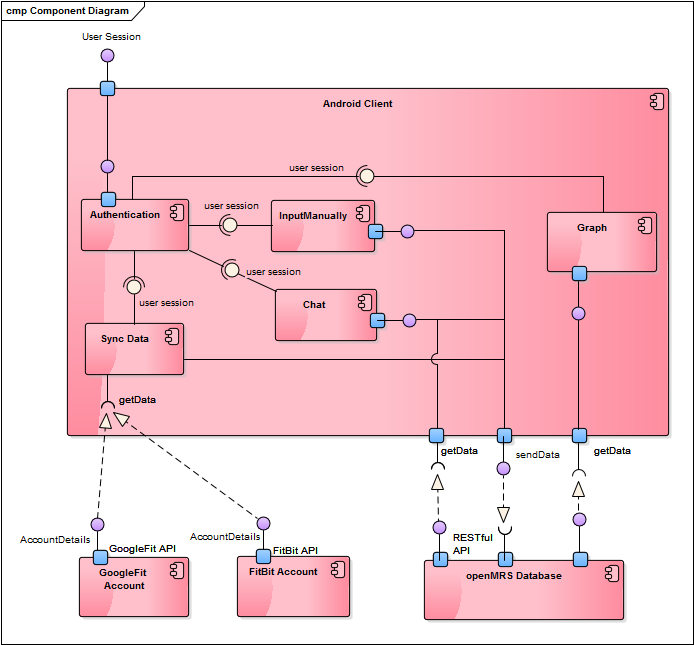 cmp Component Diagram
User Session
Android Client
user session
user session
Authentication
InputManually
Graph
user session
user session
Chat
Sync Data
getData
getData
sendData
getData
AccountDetails
GoogleFit API
AccountDetails
FitBit API
RESTful
API
GoogleFit
Account
FitBit Account
openMRS Database